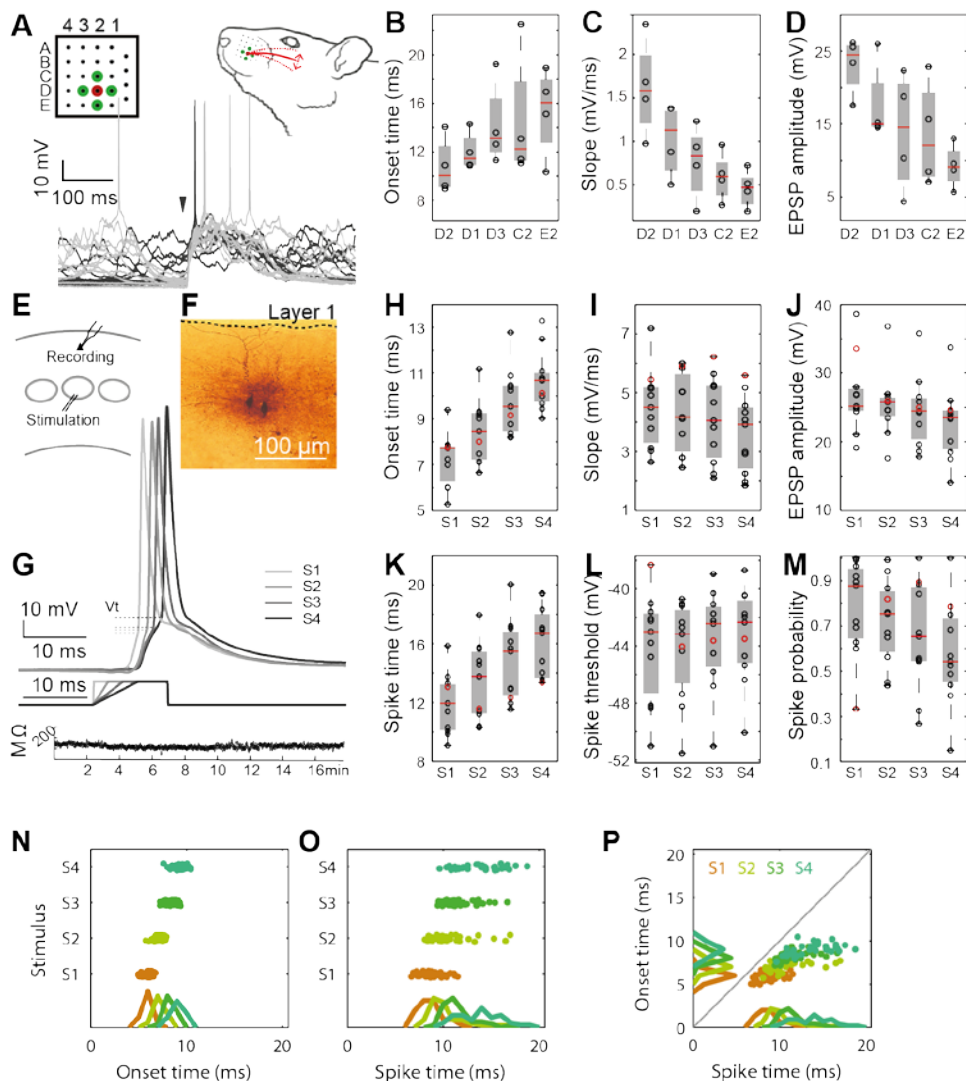 A
4 3 2 1
A
B
C
D
E
10 mV
100 ms
B
Onset time (ms)
22
18
14
10
D2 D1 D3 C2 E2
C
Slope (mV/ms)
2
1.5
1
0.5
D2 D1 D3 C2 E2
D
EPSP amplitude (mV)
25
15
5
D2 D1 D3 C2 E2
E
Recording
Stimulation
F
Layer 1
100 µm
G
10 mV
10 ms
Vt
S1
S2
S3
S4
10 ms
MΩ
200
2 4 6 8 10 12 14 16min
H
Onset time (ms)
13
11
9
7
5
S1 S2 S3 S4
I
Slope (mV/ms)
7
5
3
1
S1 S2 S3 S4
J
EPSP amplitude (mV)
40
30
20
10
S1 S2 S3 S4
K
Spike time (ms)
20
16
12
8
S1 S2 S3 S4
L
Spike threshold (mV)
-40
-44
-48
-52
S1 S2 S3 S4
M
Spike probability
0.9
0.7
0.5
0.3
0.1
S1 S2 S3 S4
N
Stimulus
S4
S3
S2
S1
0 10 20
Onset time (ms)
O
S4
S3
S2
S1
0 10 20
Spike time (ms)
P
S1 S2 S3 S4
Onset time (ms)
20
15
10
5
0
0 10 20
Spike time (ms)